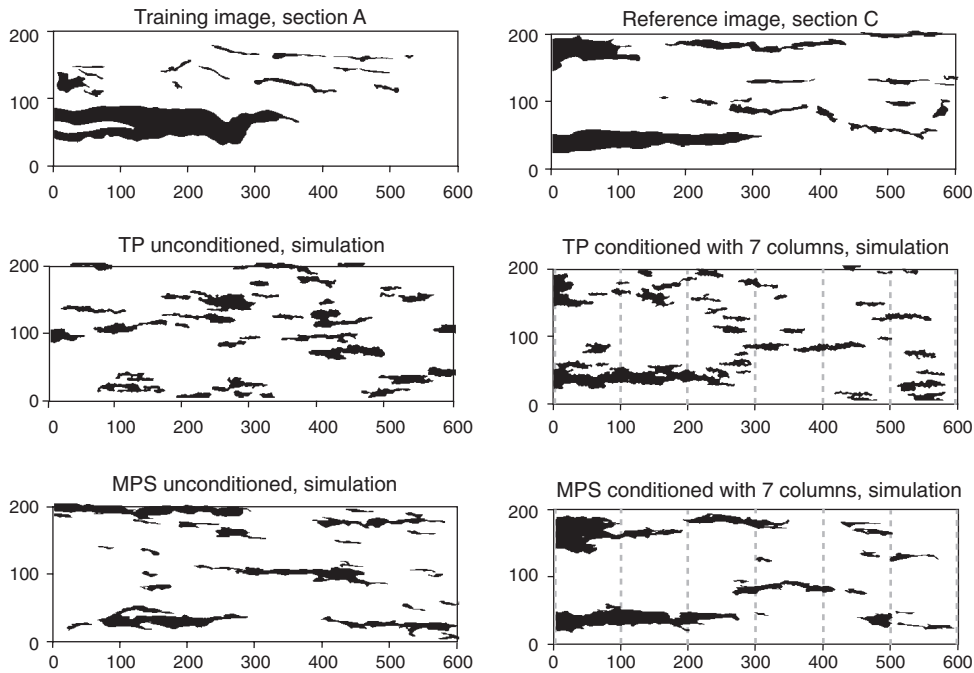 Training image, section A
200
100
0
0 100 200 300 400 500 600
Reference image, section C
200
100
0
0 100 200 300 400 500 600
TP unconditioned, simulation
200
100
0
0 100 200 300 400 500 600
TP conditioned with 7 columns, simulation
200
100
0
0 100 200 300 400 500 600
MPS unconditioned, simulation
200
100
0
0 100 200 300 400 500 600
MPS conditioned with 7 columns, simulation
200
100
0
0 100 200 300 400 500 600